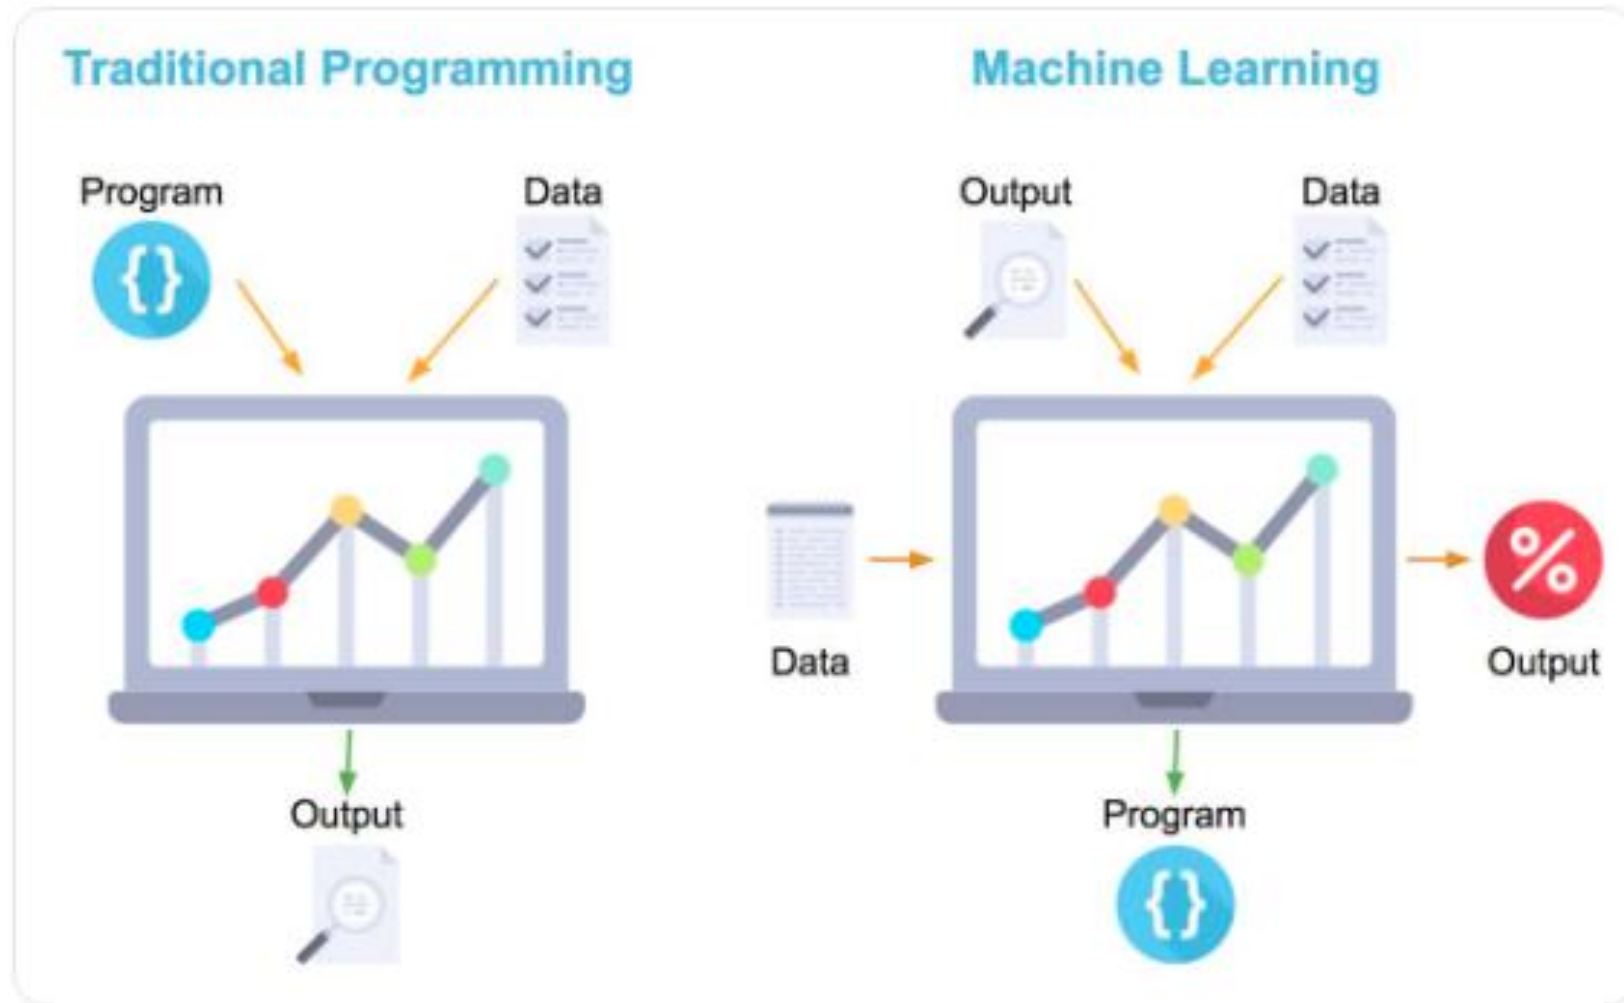 Traditional Programming
Machine Learning
Program
Data
Output
Data
Data
Output
Output
Program